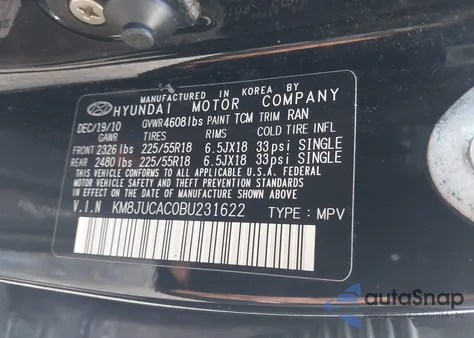 MANUFACTURED IN KOREA BY
HYUNDAI MOTOR COMPANY
DEC/19/10 GVWR4608lbs PAINT TCM TRIM RAN
GAWR TIRES RIMS COLD TIRE INFL
FRONT 2326lbs 225/55R18 6.5JX18 33psi SINGLE
REAR 2480lbs 225/55R18 6.5JX18 33psi SINGLE
THIS VEHICLE CONFORMS TO ALL APPLICABLE U.S.A. FEDERAL
MOTOR VEHICLE SAFETY AND THEFT PREVENTION STANDARDS
IN EFFECT ON THE DATE OF MANUFACTURE SHOWN ABOVE.
V.I.N KM8JUCAC0BU231622 TYPE : MPV
autoSnap